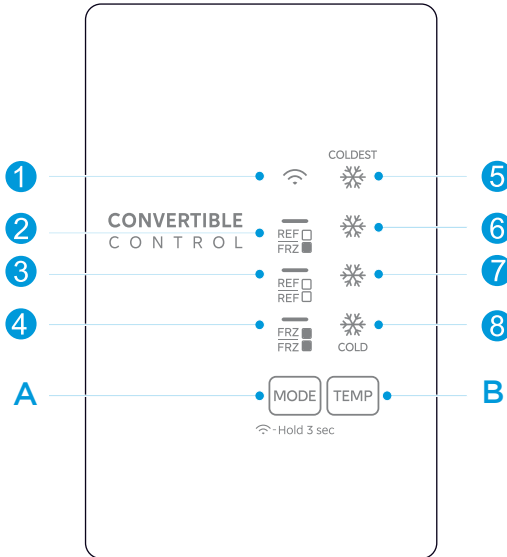 COLDEST
1
5
CONVERTIBLE
CONTROL
2
REF
FRZ
6
3
REF
REF
7
4
FRZ
FRZ
8
COLD
A
MODE
TEMP
B
-Hold 3 sec